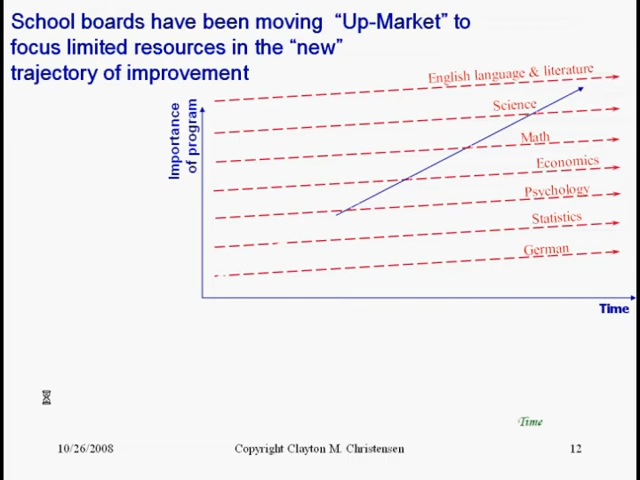 School boards have been moving “Up-Market” to
focus limited resources in the “new”
trajectory of improvement
Importance
of program
English language & literature
Science
Math
Economics
Psychology
Statistics
German
Time
Time
10/26/2008
Copyright Clayton M. Christensen
12